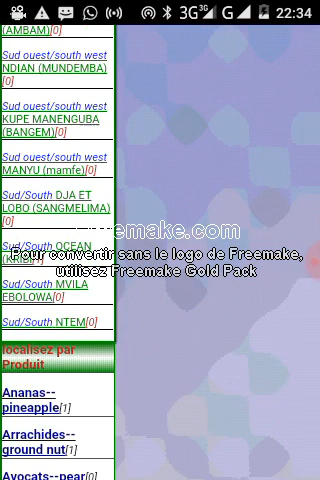 3G 3G G 22:34
(AMBAM)[0]
Sud ouest/south west
NDIAN (MUNDEMBA)
[0]
Sud ouest/south west
KUPE MANENGUBA
(BANGEM)[0]
Sud ouest/south west
MANYU (mamfe)[0]
Sud/South DJA ET
LOBO (SANGMELIMA)
[0]
Sud/South OCEAN
Freemake.com
Pour convertir sans le logo de Freemake,
utilisez Freemake Gold Pack
Sud/South MVILA
EBOLOWA[0]
Sud/South NTEM[0]
localisez par
Produit
Ananas--
pineapple[1]
Arrachides--
ground nut[1]
Avocats--pear[0]